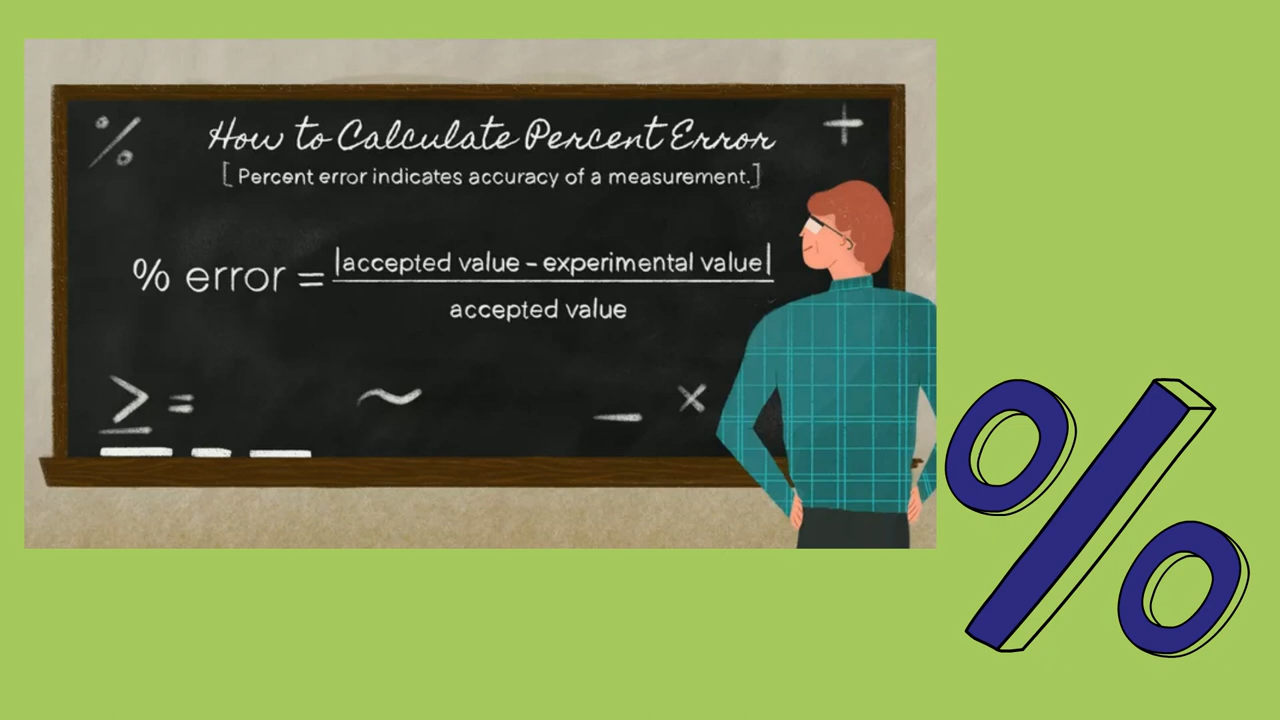 %
+
How to Calculate Percent Error
[Percent error indicates accuracy of a measurement.]
% error = |accepted value - experimental value|
accepted value
≥ =
~
_
×
%